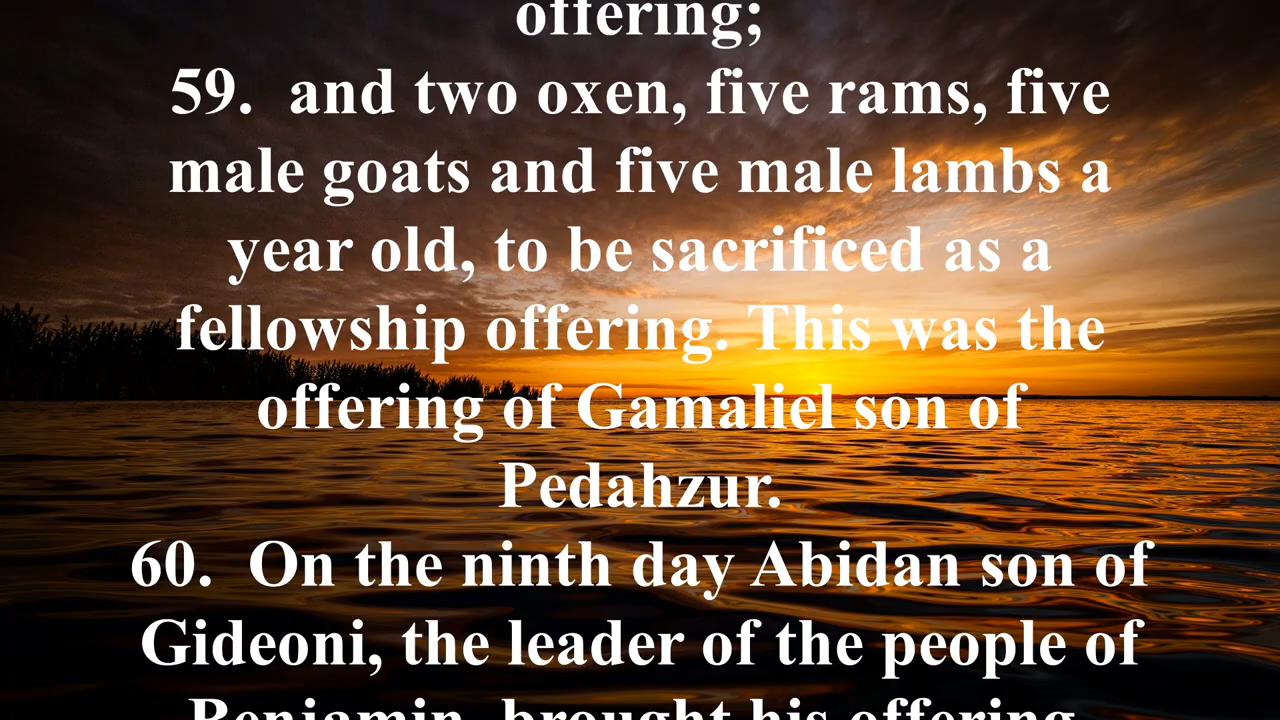 offering;
59.  and two oxen, five rams, five
male goats and five male lambs a
year old, to be sacrificed as a
fellowship offering. This was the
offering of Gamaliel son of
Pedahzur.
60.  On the ninth day Abidan son of
Gideoni, the leader of the people of
Benjamin, brought his offering.